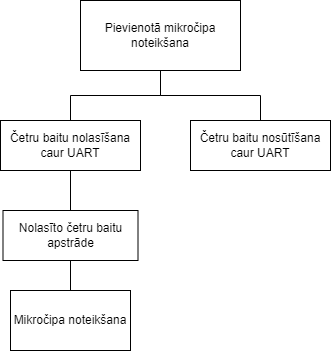 Pievienotā mikročipa
noteikšana
Četru baitu nolasīšana
caur UART
Četru baitu nosūtīšana
caur UART
Nolasīto četru baitu
apstrāde
Mikročipa noteikšana